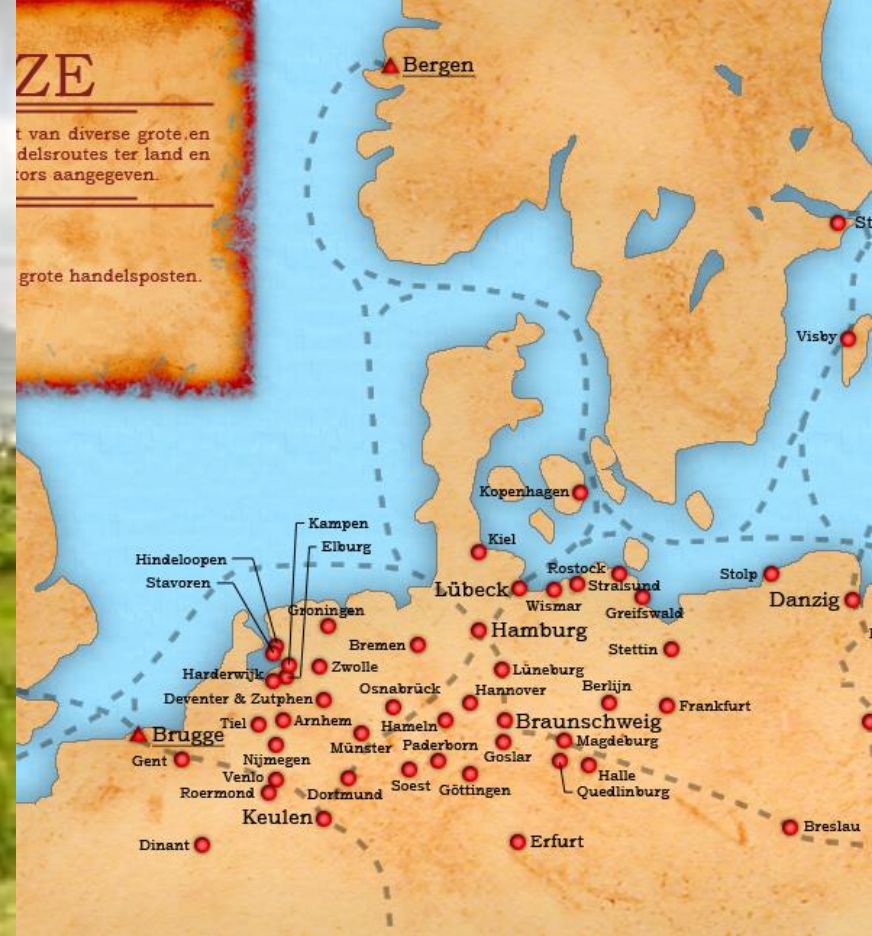 ZE
t van diverse grote en
delsroutes ter land en
tors aangegeven.
grote handelsposten.
Bergen
St
Visby
Kopenhagen
Kampen
Kiel
Elburg
Hindeloopen
Stavoren
Rostock
Stolp
Lübeck
Stralsund
Wismar
Danzig
Groningen
Greifswald
Hamburg
Bremen
Stettin
Zwolle
Lüneburg
Harderwijk
Osnabrück
Hannover
Berlijn
Deventer & Zutphen
Frankfurt
Tiel
Arnhem
Hameln
Braunschweig
Brugge
Münster
Paderborn
Magdeburg
Gent
Nijmegen
Goslar
Venlo
Halle
Roermond
Dortmund
Soest
Göttingen
Quedlinburg
Keulen
Breslau
Dinant
Erfurt